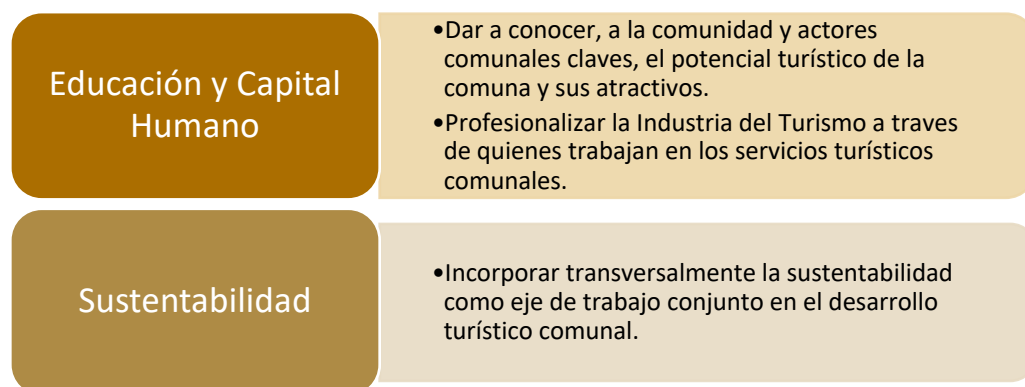 Educación y Capital
Humano
•Dar a conocer, a la comunidad y actores
comunales claves, el potencial turístico de la
comuna y sus atractivos.
•Profesionalizar la Industria del Turismo a traves
de quienes trabajan en los servicios turísticos
comunales.
Sustentabilidad
•Incorporar transversalmente la sustentabilidad
como eje de trabajo conjunto en el desarrollo
turístico comunal.